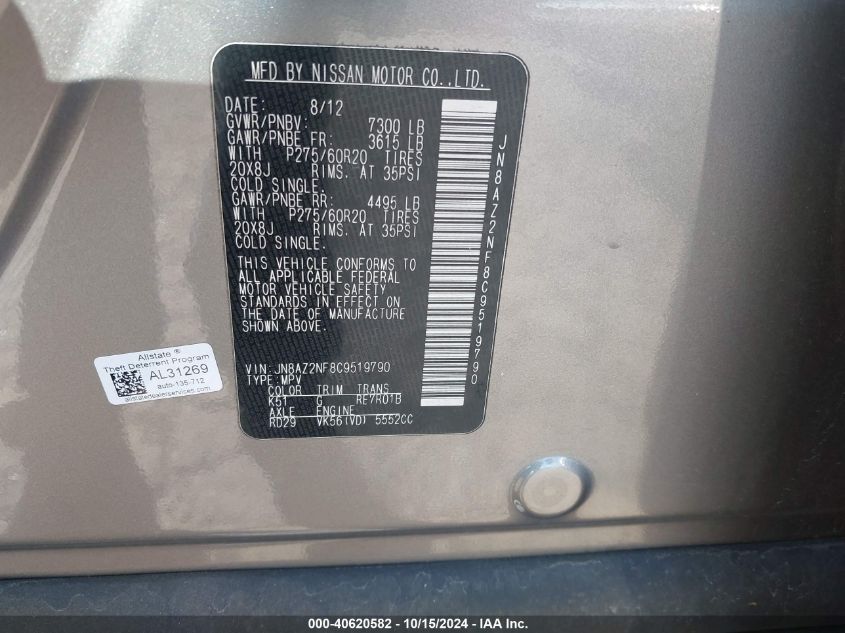 MFD BY NISSAN MOTOR CO.,LTD.
DATE: 8/12
GVWR/PNBV: 7300 LB
GAWR/PNBE FR: 3615 LB
WITH P275/60R20 TIRES
20X8J RIMS. AT 35PSI
COLD SINGLE.
GAWR/PNBE RR: 4495 LB
WITH P275/60R20 TIRES
20X8J RIMS. AT 35PSI
COLD SINGLE.
THIS VEHICLE CONFORMS TO
ALL APPLICABLE FEDERAL
MOTOR VEHICLE SAFETY
STANDARDS IN EFFECT ON
THE DATE OF MANUFACTURE
SHOWN ABOVE.
VIN: JN8AZ2NF8C9519790
TYPE: MPV
COLOR TRIM TRANS
K51 G RE7R01B
AXLE ENGINE
RD29 VK56(VD) 5552CC
JN8AZ2NF8C9519790
Allstate ®
Theft Deterrent Program
AL31269
auto-135-712
allstatedealerservices.com
000-40620582 - 10/15/2024 - IAA Inc.